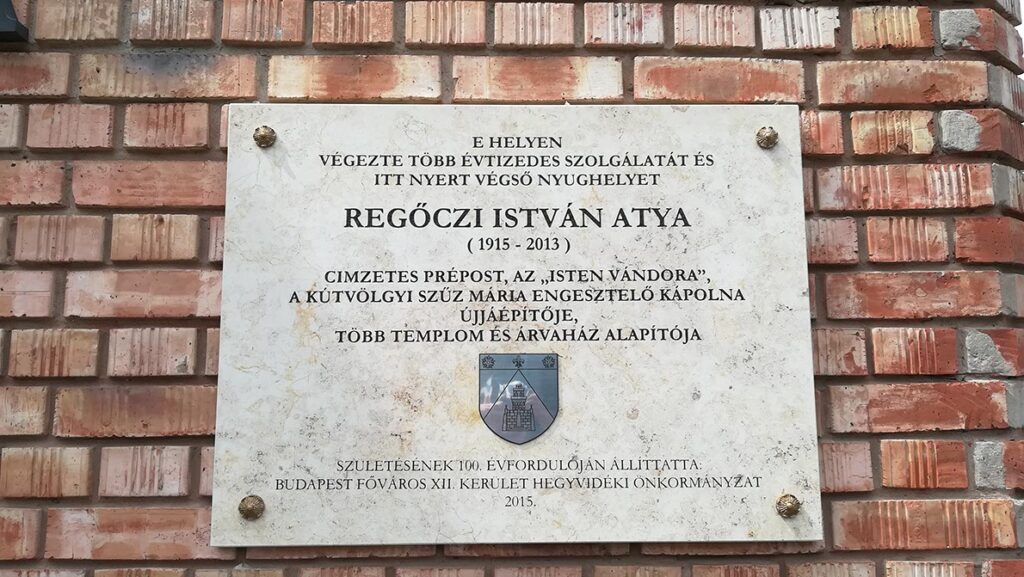 E HELYEN
VÉGEZTE TÖBB ÉVTIZEDES SZOLGÁLATÁT ÉS
ITT NYERT VÉGSŐ NYUGHELYET
REGŐCZI ISTVÁN ATYA
( 1915 - 2013 )
CIMZETES PRÉPOST, AZ „ISTEN VÁNDORA”,
A KÚTVÖLGYI SZŰZ MÁRIA ENGESZTELŐ KÁPOLNA
ÚJJÁÉPÍTŐJE,
TÖBB TEMPLOM ÉS ÁRVAHÁZ ALAPÍTÓJA
SZÜLETÉSÉNEK 100. ÉVFORDULÓJÁN ÁLLÍTTATTA:
BUDAPEST FŐVÁROS XII. KERÜLET HEGYVIDÉKI ÖNKORMÁNYZAT
2015.